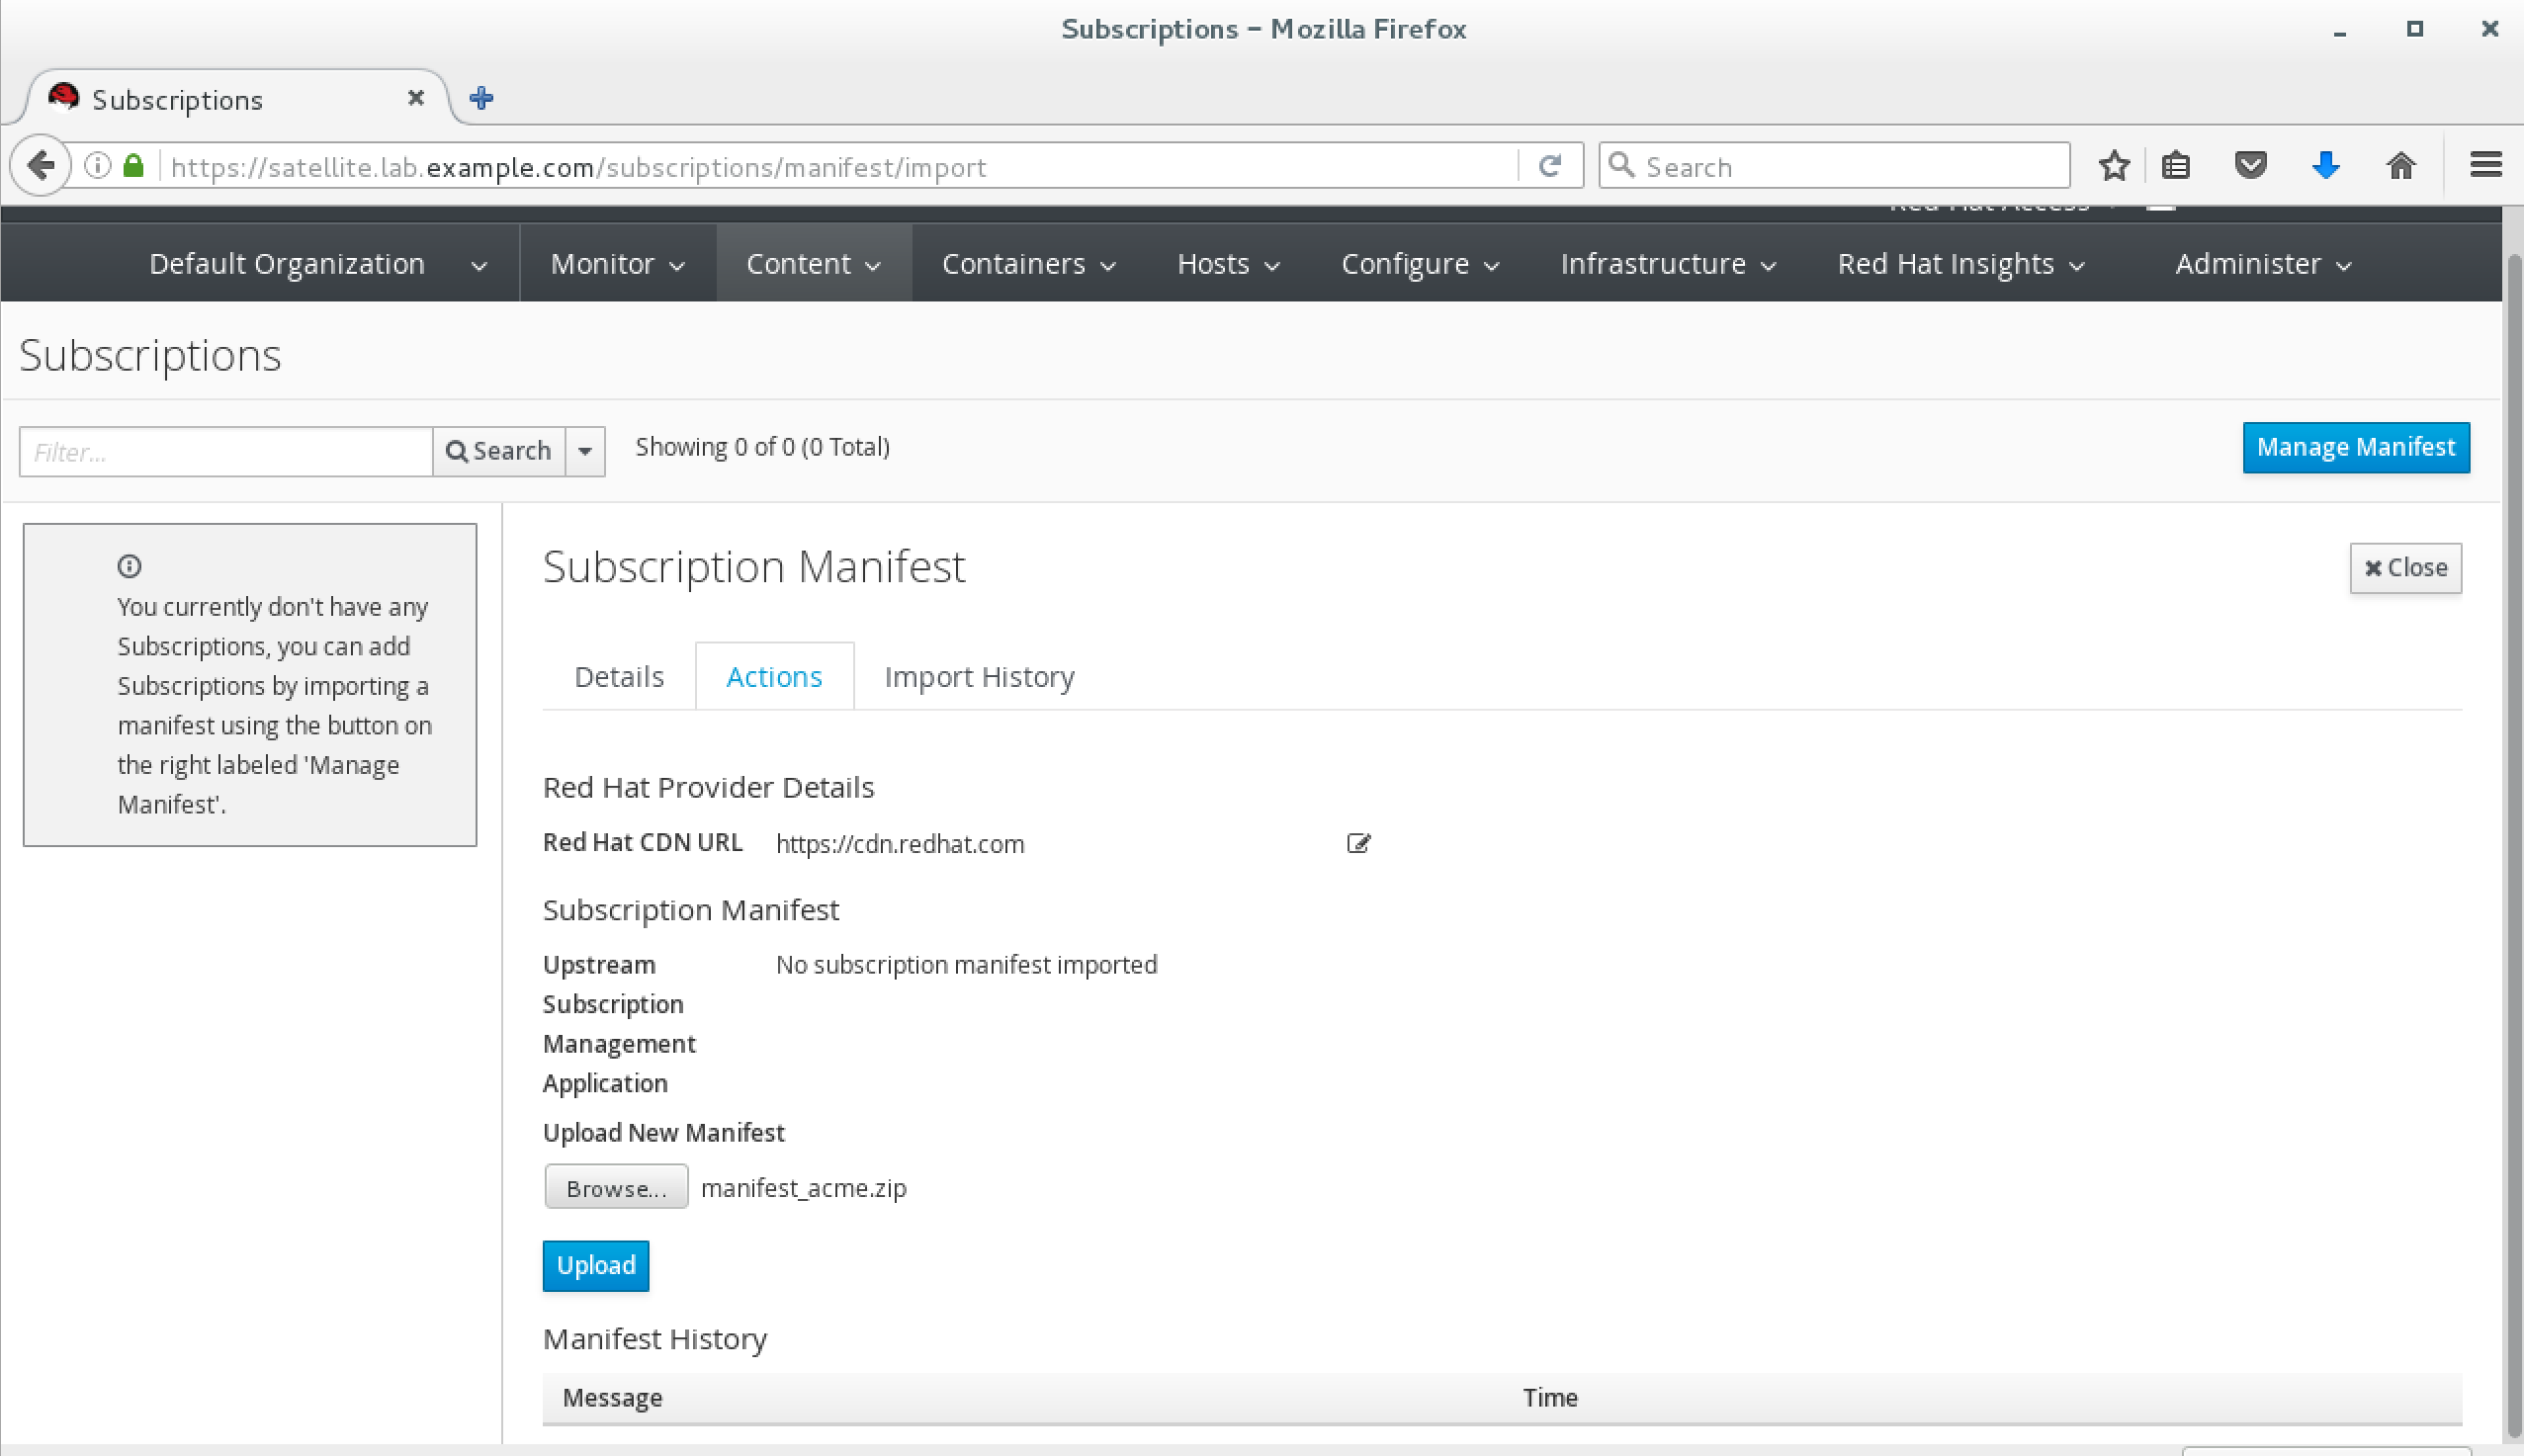 Subscriptions – Mozilla Firefox
Subscriptions
https://satellite.lab.example.com/subscriptions/manifest/import
Search
Red Hat Access
Default Organization Monitor Content Containers Hosts Configure Infrastructure Red Hat Insights Administer
Subscriptions
Filter... Search Showing 0 of 0 (0 Total) Manage Manifest
You currently don't have any
Subscriptions, you can add
Subscriptions by importing a
manifest using the button on
the right labeled 'Manage
Manifest'.
Subscription Manifest
Close
Details Actions Import History
Red Hat Provider Details
Red Hat CDN URL https://cdn.redhat.com
Subscription Manifest
Upstream No subscription manifest imported
Subscription
Management
Application
Upload New Manifest
Browse... manifest_acme.zip
Upload
Manifest History
Message Time